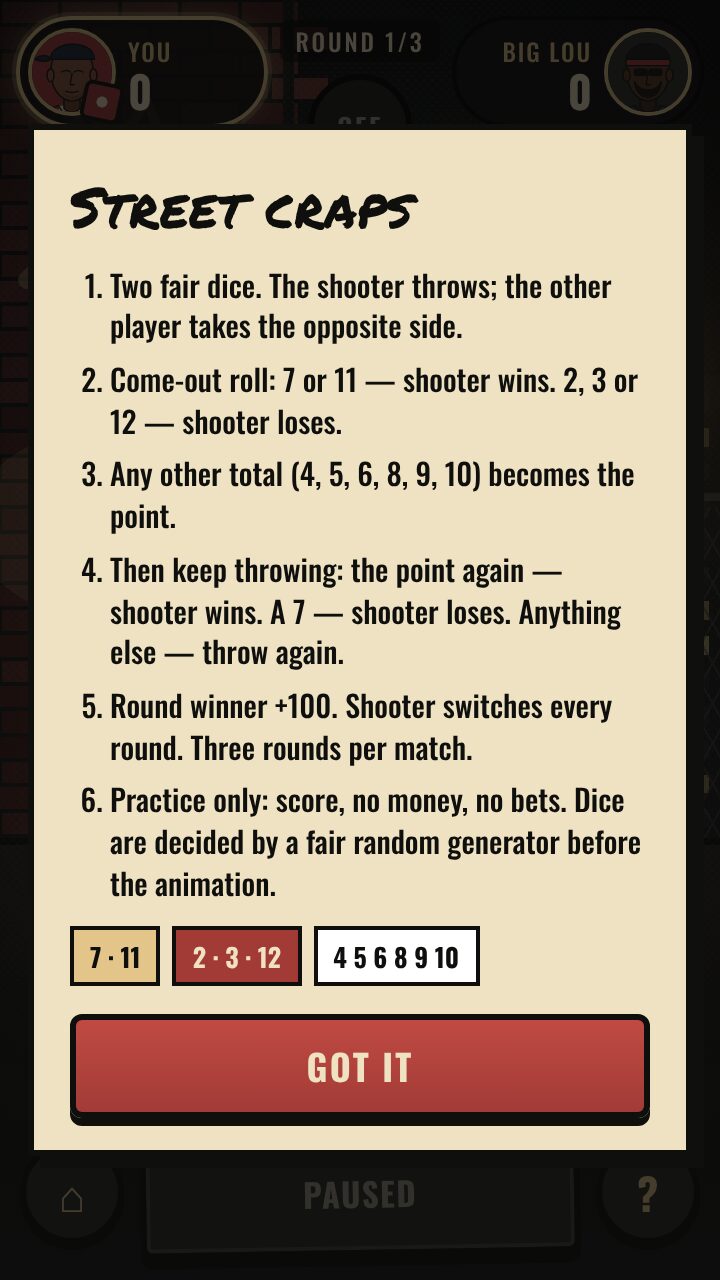 YOU
0
ROUND 1/3
BIG LOU
0
OFF
STREET CRAPS
1. Two fair dice. The shooter throws; the other
player takes the opposite side.
2. Come-out roll: 7 or 11 — shooter wins. 2, 3 or
12 — shooter loses.
3. Any other total (4, 5, 6, 8, 9, 10) becomes the
point.
4. Then keep throwing: the point again —
shooter wins. A 7 — shooter loses. Anything
else — throw again.
5. Round winner +100. Shooter switches every
round. Three rounds per match.
6. Practice only: score, no money, no bets. Dice
are decided by a fair random generator before
the animation.
7 · 11
2 · 3 · 12
4 5 6 8 9 10
GOT IT
PAUSED
?